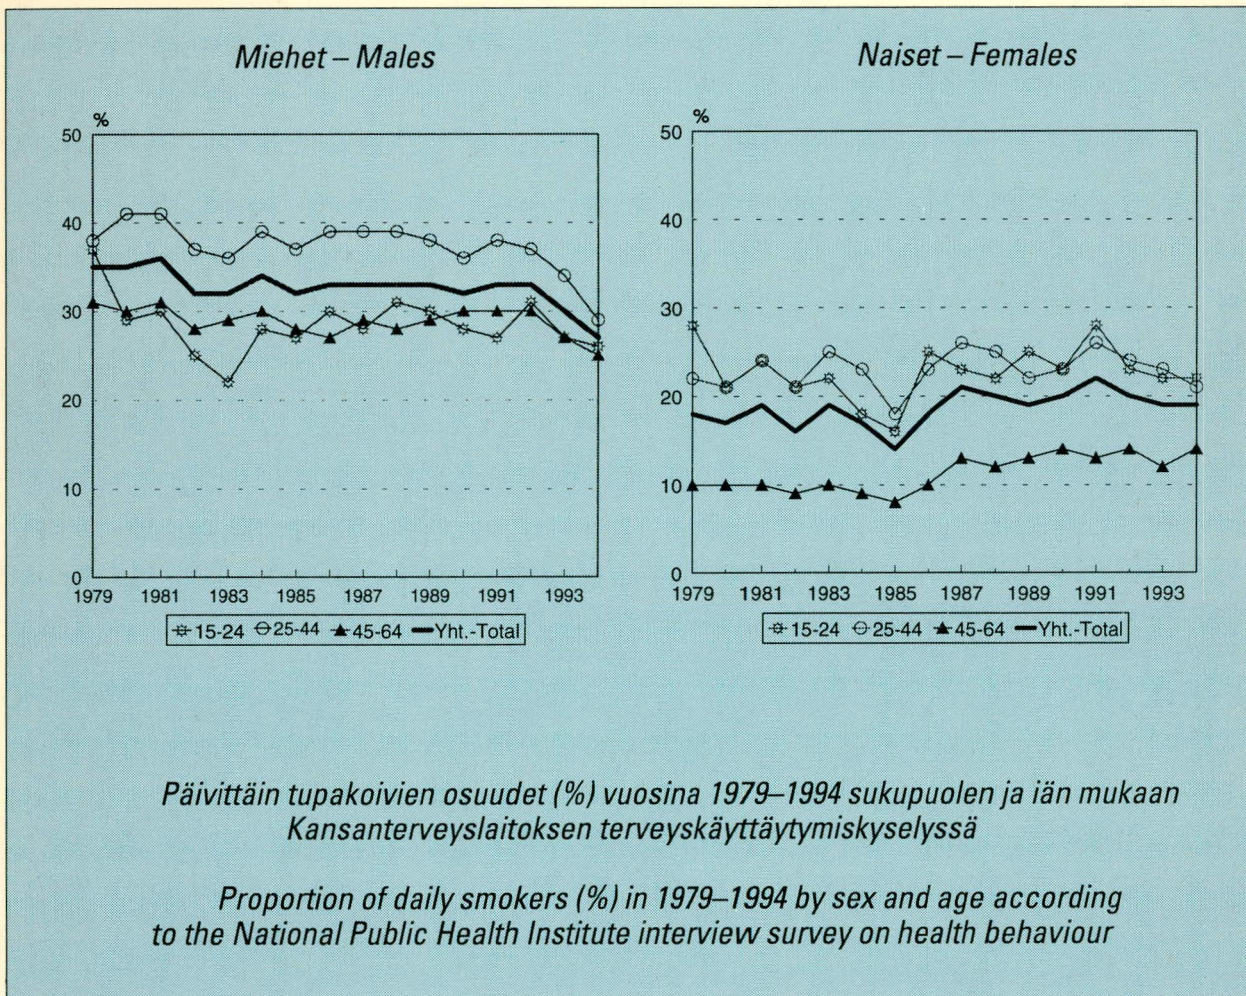 Miehet – Males
%
50
40
30
20
10
0
1979 1981 1983 1985 1987 1989 1991 1993
15-24 25-44 45-64 Yht.-Total
Naiset – Females
%
50
40
30
20
10
0
1979 1981 1983 1985 1987 1989 1991 1993
15-24 25-44 45-64 Yht.-Total
Päivittäin tupakoivien osuudet (%) vuosina 1979–1994 sukupuolen ja iän mukaan
Kansanterveyslaitoksen terveyskäyttäytymiskyselyssä
Proportion of daily smokers (%) in 1979–1994 by sex and age according
to the National Public Health Institute interview survey on health behaviour